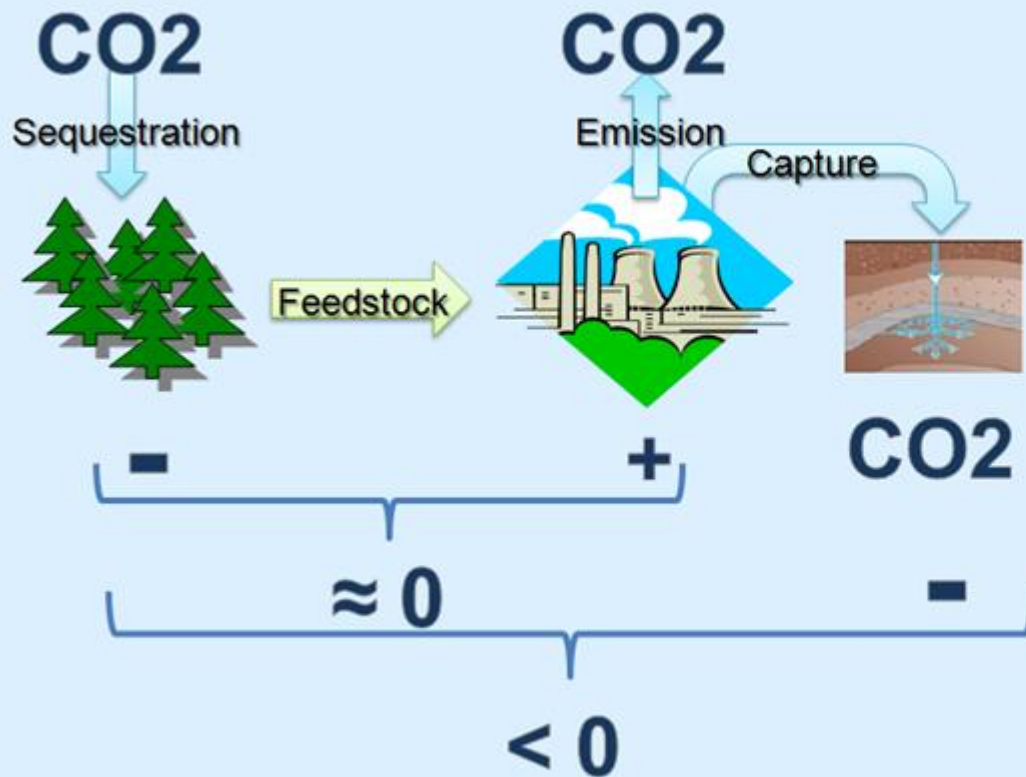 CO2
CO2
Sequestration
Emission
Capture
Feedstock
-
+
CO2
≈ 0
-
< 0